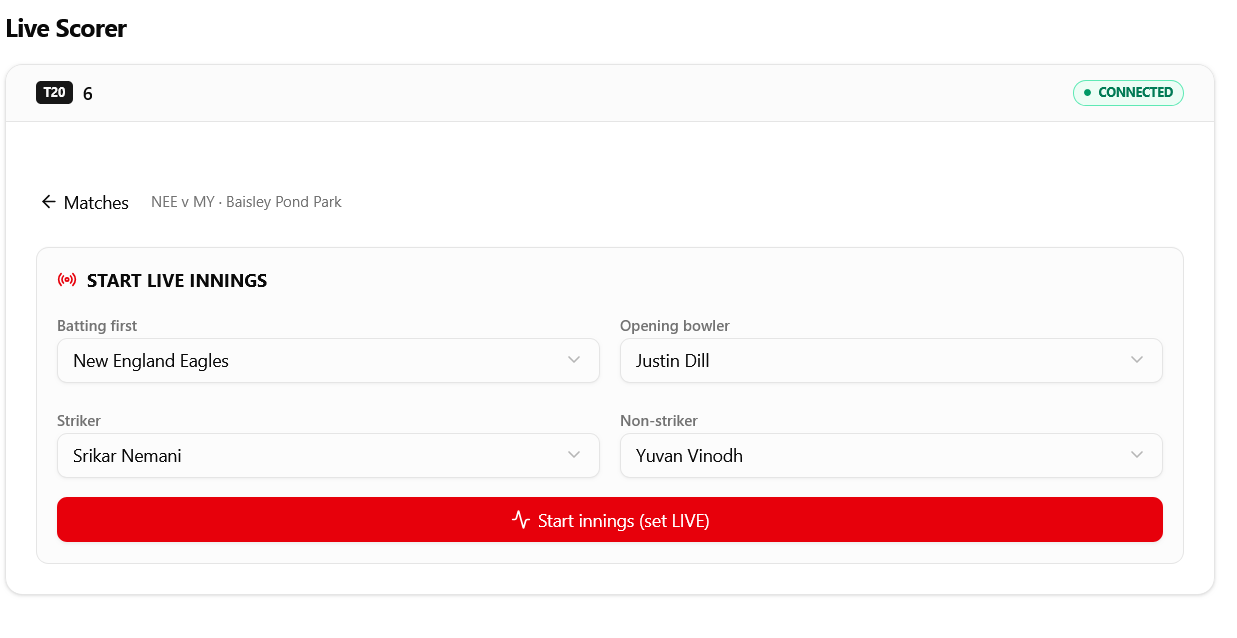 Live Scorer
T20 6
CONNECTED
Matches NEE v MY · Baisley Pond Park
START LIVE INNINGS
Batting first Opening bowler
New England Eagles Justin Dill
Striker Non-striker
Srikar Nemani Yuvan Vinodh
Start innings (set LIVE)